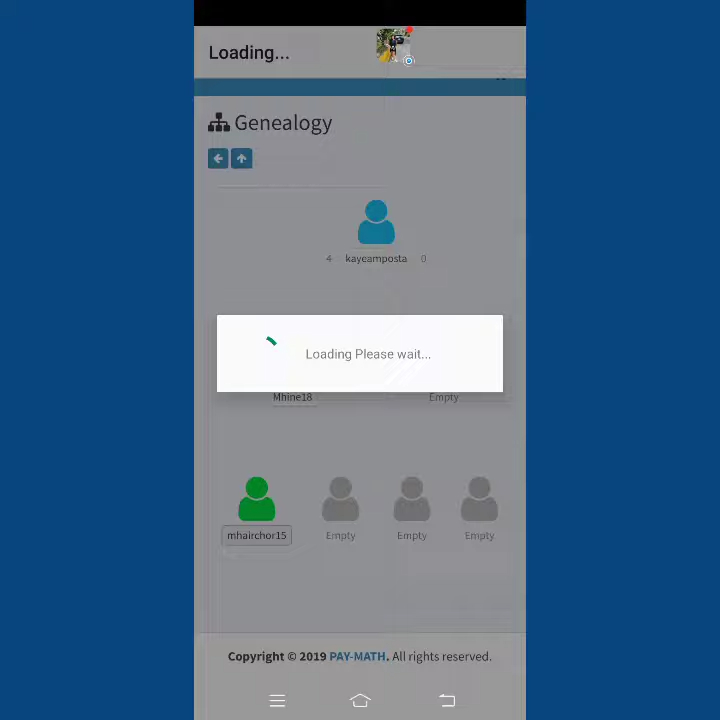 Loading...
Genealogy
4 kayeamposta 0
Loading Please wait...
Mhine18 Empty
mhairchor15 Empty Empty Empty
Copyright © 2019 PAY-MATH. All rights reserved.